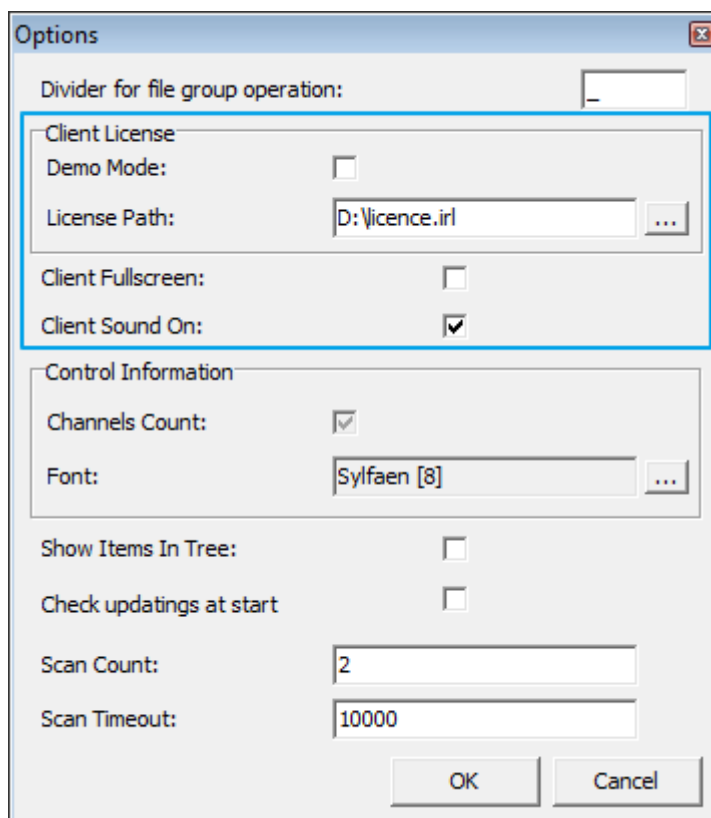 Options
Divider for file group operation: _
Client License
Demo Mode:
License Path: D:\licence.irl ...
Client Fullscreen:
Client Sound On:
Control Information
Channels Count:
Font: Sylfaen [8] ...
Show Items In Tree:
Check updatings at start
Scan Count: 2
Scan Timeout: 10000
OK Cancel